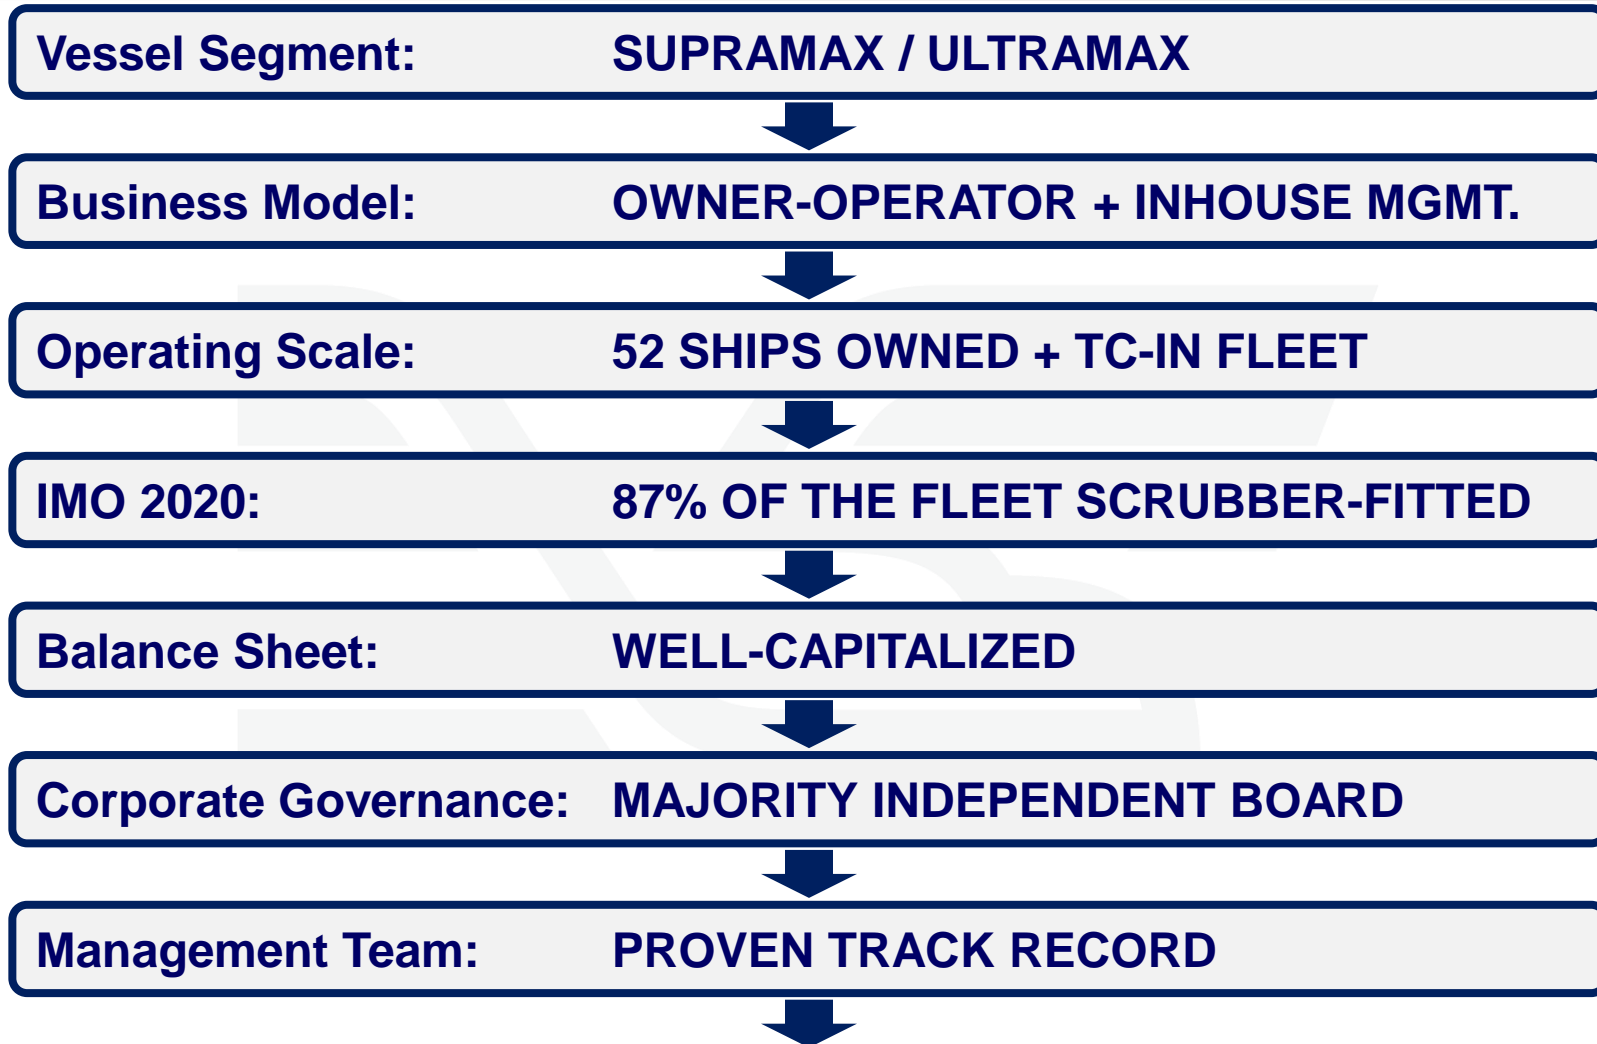 Vessel Segment: SUPRAMAX / ULTRAMAX
Business Model: OWNER-OPERATOR + INHOUSE MGMT.
Operating Scale: 52 SHIPS OWNED + TC-IN FLEET
IMO 2020: 87% OF THE FLEET SCRUBBER-FITTED
Balance Sheet: WELL-CAPITALIZED
Corporate Governance: MAJORITY INDEPENDENT BOARD
Management Team: PROVEN TRACK RECORD